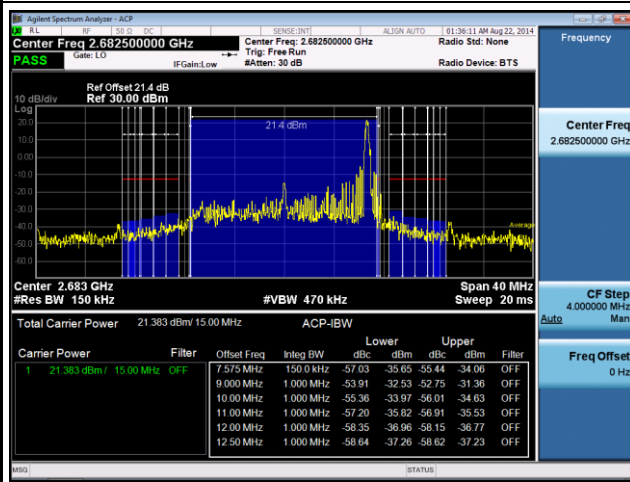 Agilent Spectrum Analyzer - ACP
RL RF 50 Ω DC SENSE:INT ALIGN AUTO 01:36:11 AM Aug 22, 2014
Center Freq 2.682500000 GHz
Center Freq: 2.682500000 GHz
Radio Std: None
Frequency
PASS
Gate: LO
IFGain:Low
Trig: Free Run
#Atten: 30 dB
Radio Device: BTS
Ref Offset 21.4 dB
10 dB/div Ref 30.00 dBm
Log
20.0
21.4 dBm
10.0
0.00
-10.0
-20.0
-30.0
-40.0
Average
-50.0
-60.0
Center Freq
2.682500000 GHz
Center 2.683 GHz
Span 40 MHz
#Res BW 150 kHz
#VBW 470 kHz
Sweep 20 ms
CF Step
4.000000 MHz
Auto Man
Total Carrier Power 21.383 dBm/ 15.00 MHz ACP-IBW
Lower Upper
Carrier Power Filter Offset Freq Integ BW dBc dBm dBc dBm Filter
1 21.383 dBm / 15.00 MHz OFF 7.575 MHz 150.0 kHz -57.03 -35.65 -55.44 -34.06 OFF
9.000 MHz 1.000 MHz -53.91 -32.53 -52.75 -31.36 OFF
10.00 MHz 1.000 MHz -55.36 -33.97 -56.01 -34.63 OFF
11.00 MHz 1.000 MHz -57.20 -35.82 -56.91 -35.53 OFF
12.00 MHz 1.000 MHz -58.35 -36.96 -58.15 -36.77 OFF
12.50 MHz 1.000 MHz -58.64 -37.26 -58.62 -37.23 OFF
Freq Offset
0 Hz
MSG STATUS